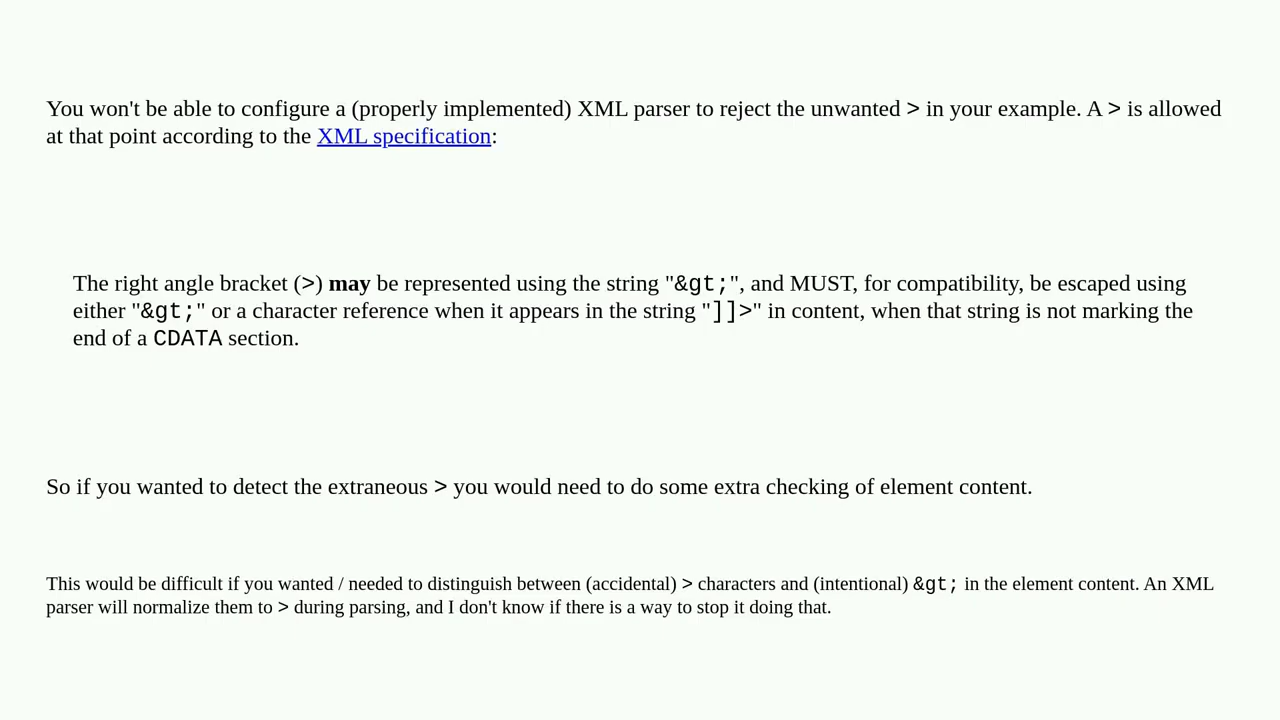 You won't be able to configure a (properly implemented) XML parser to reject the unwanted > in your example. A > is allowed
at that point according to the XML specification:
The right angle bracket (>) may be represented using the string "&gt;", and MUST, for compatibility, be escaped using
either "&gt;" or a character reference when it appears in the string "]]>" in content, when that string is not marking the
end of a CDATA section.
So if you wanted to detect the extraneous > you would need to do some extra checking of element content.
This would be difficult if you wanted / needed to distinguish between (accidental) > characters and (intentional) &gt; in the element content. An XML
parser will normalize them to > during parsing, and I don't know if there is a way to stop it doing that.